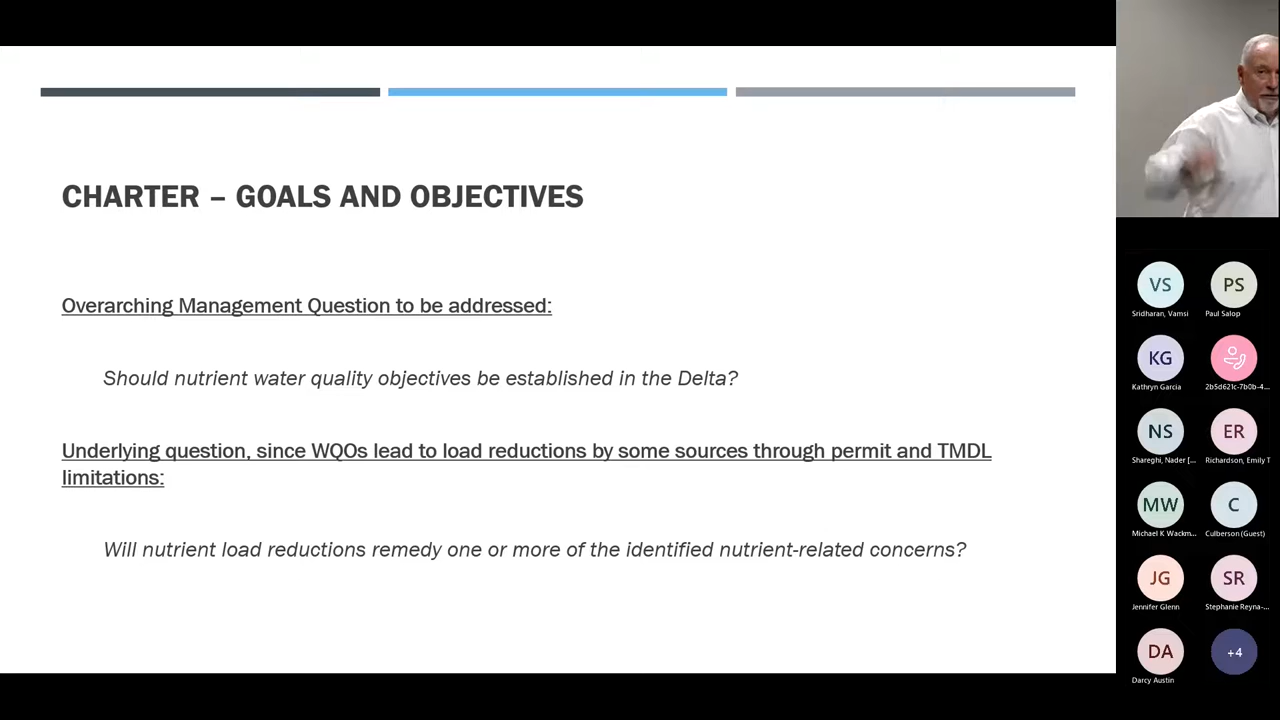 CHARTER – GOALS AND OBJECTIVES
Overarching Management Question to be addressed:
Should nutrient water quality objectives be established in the Delta?
Underlying question, since WQOs lead to load reductions by some sources through permit and TMDL
limitations:
Will nutrient load reductions remedy one or more of the identified nutrient-related concerns?
VS
PS
Sridharan, Vamsi
Paul Salop
KG
Kathryn Garcia
2b5d621c-7b0b-4...
NS
ER
Shareghi, Nader [...
Richardson, Emily T
MW
C
Michael K Wackm...
Culberson (Guest)
JG
SR
Jennifer Glenn
Stephanie Reyna-...
DA
+4
Darcy Austin